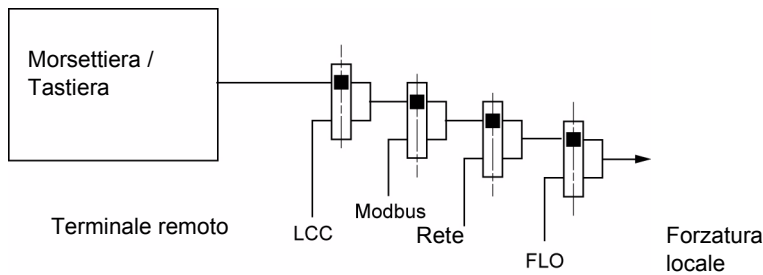 Morsettiera /
Tastiera
Terminale remoto
LCC
Modbus
Rete
FLO
Forzatura
locale